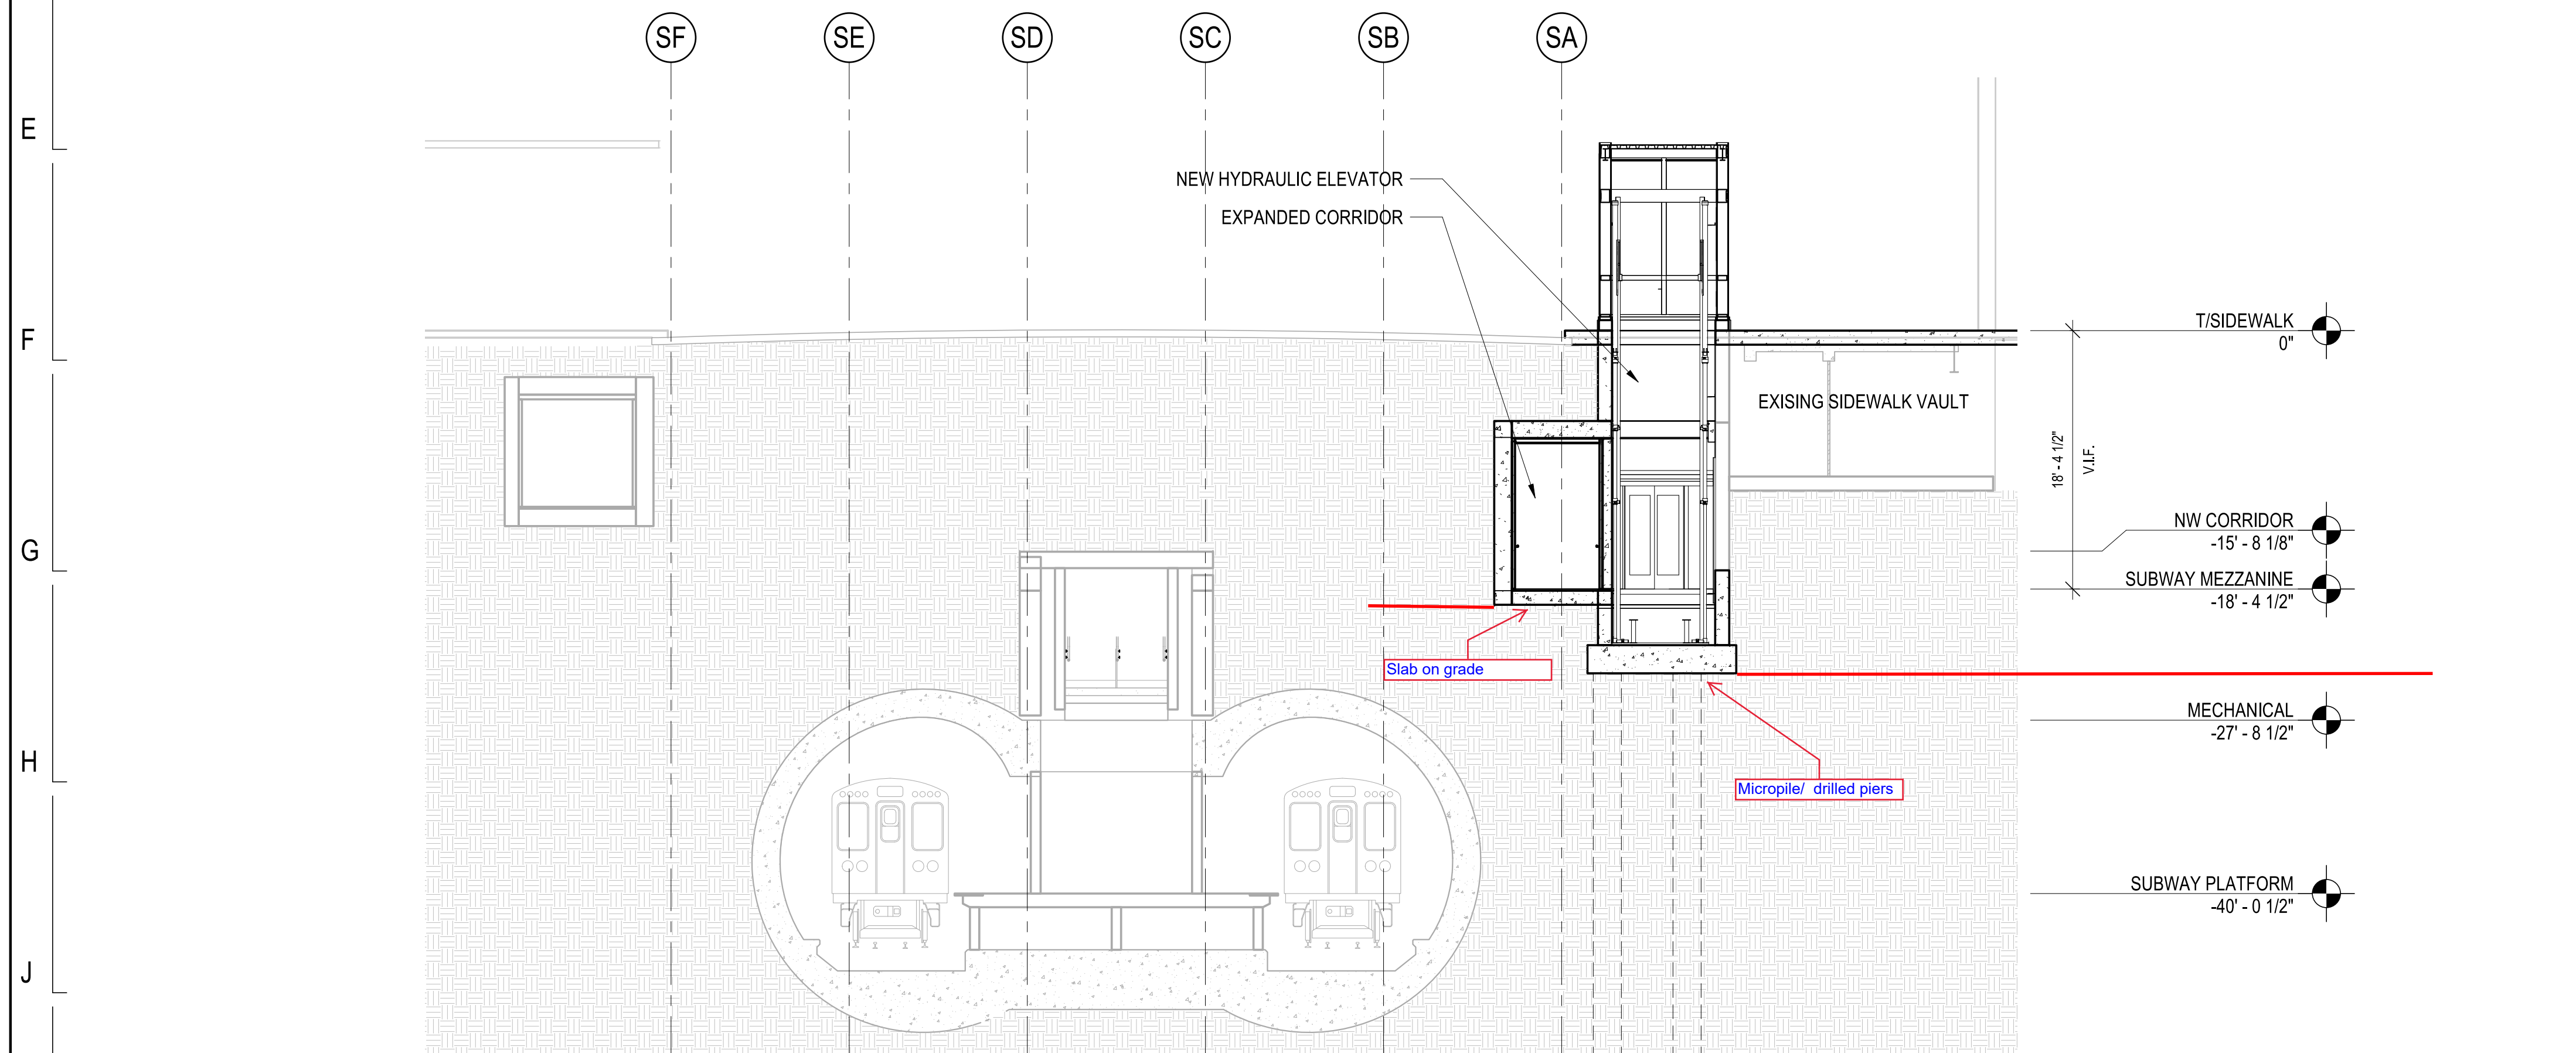 SF SE SD SC SB SA
E
NEW HYDRAULIC ELEVATOR
EXPANDED CORRIDOR
F
T/SIDEWALK
0"
EXISING SIDEWALK VAULT
18' - 4 1/2"
V.I.F.
NW CORRIDOR
-15' - 8 1/8"
G
SUBWAY MEZZANINE
-18' - 4 1/2"
Slab on grade
MECHANICAL
-27' - 8 1/2"
H
Micropile/ drilled piers
SUBWAY PLATFORM
-40' - 0 1/2"
J